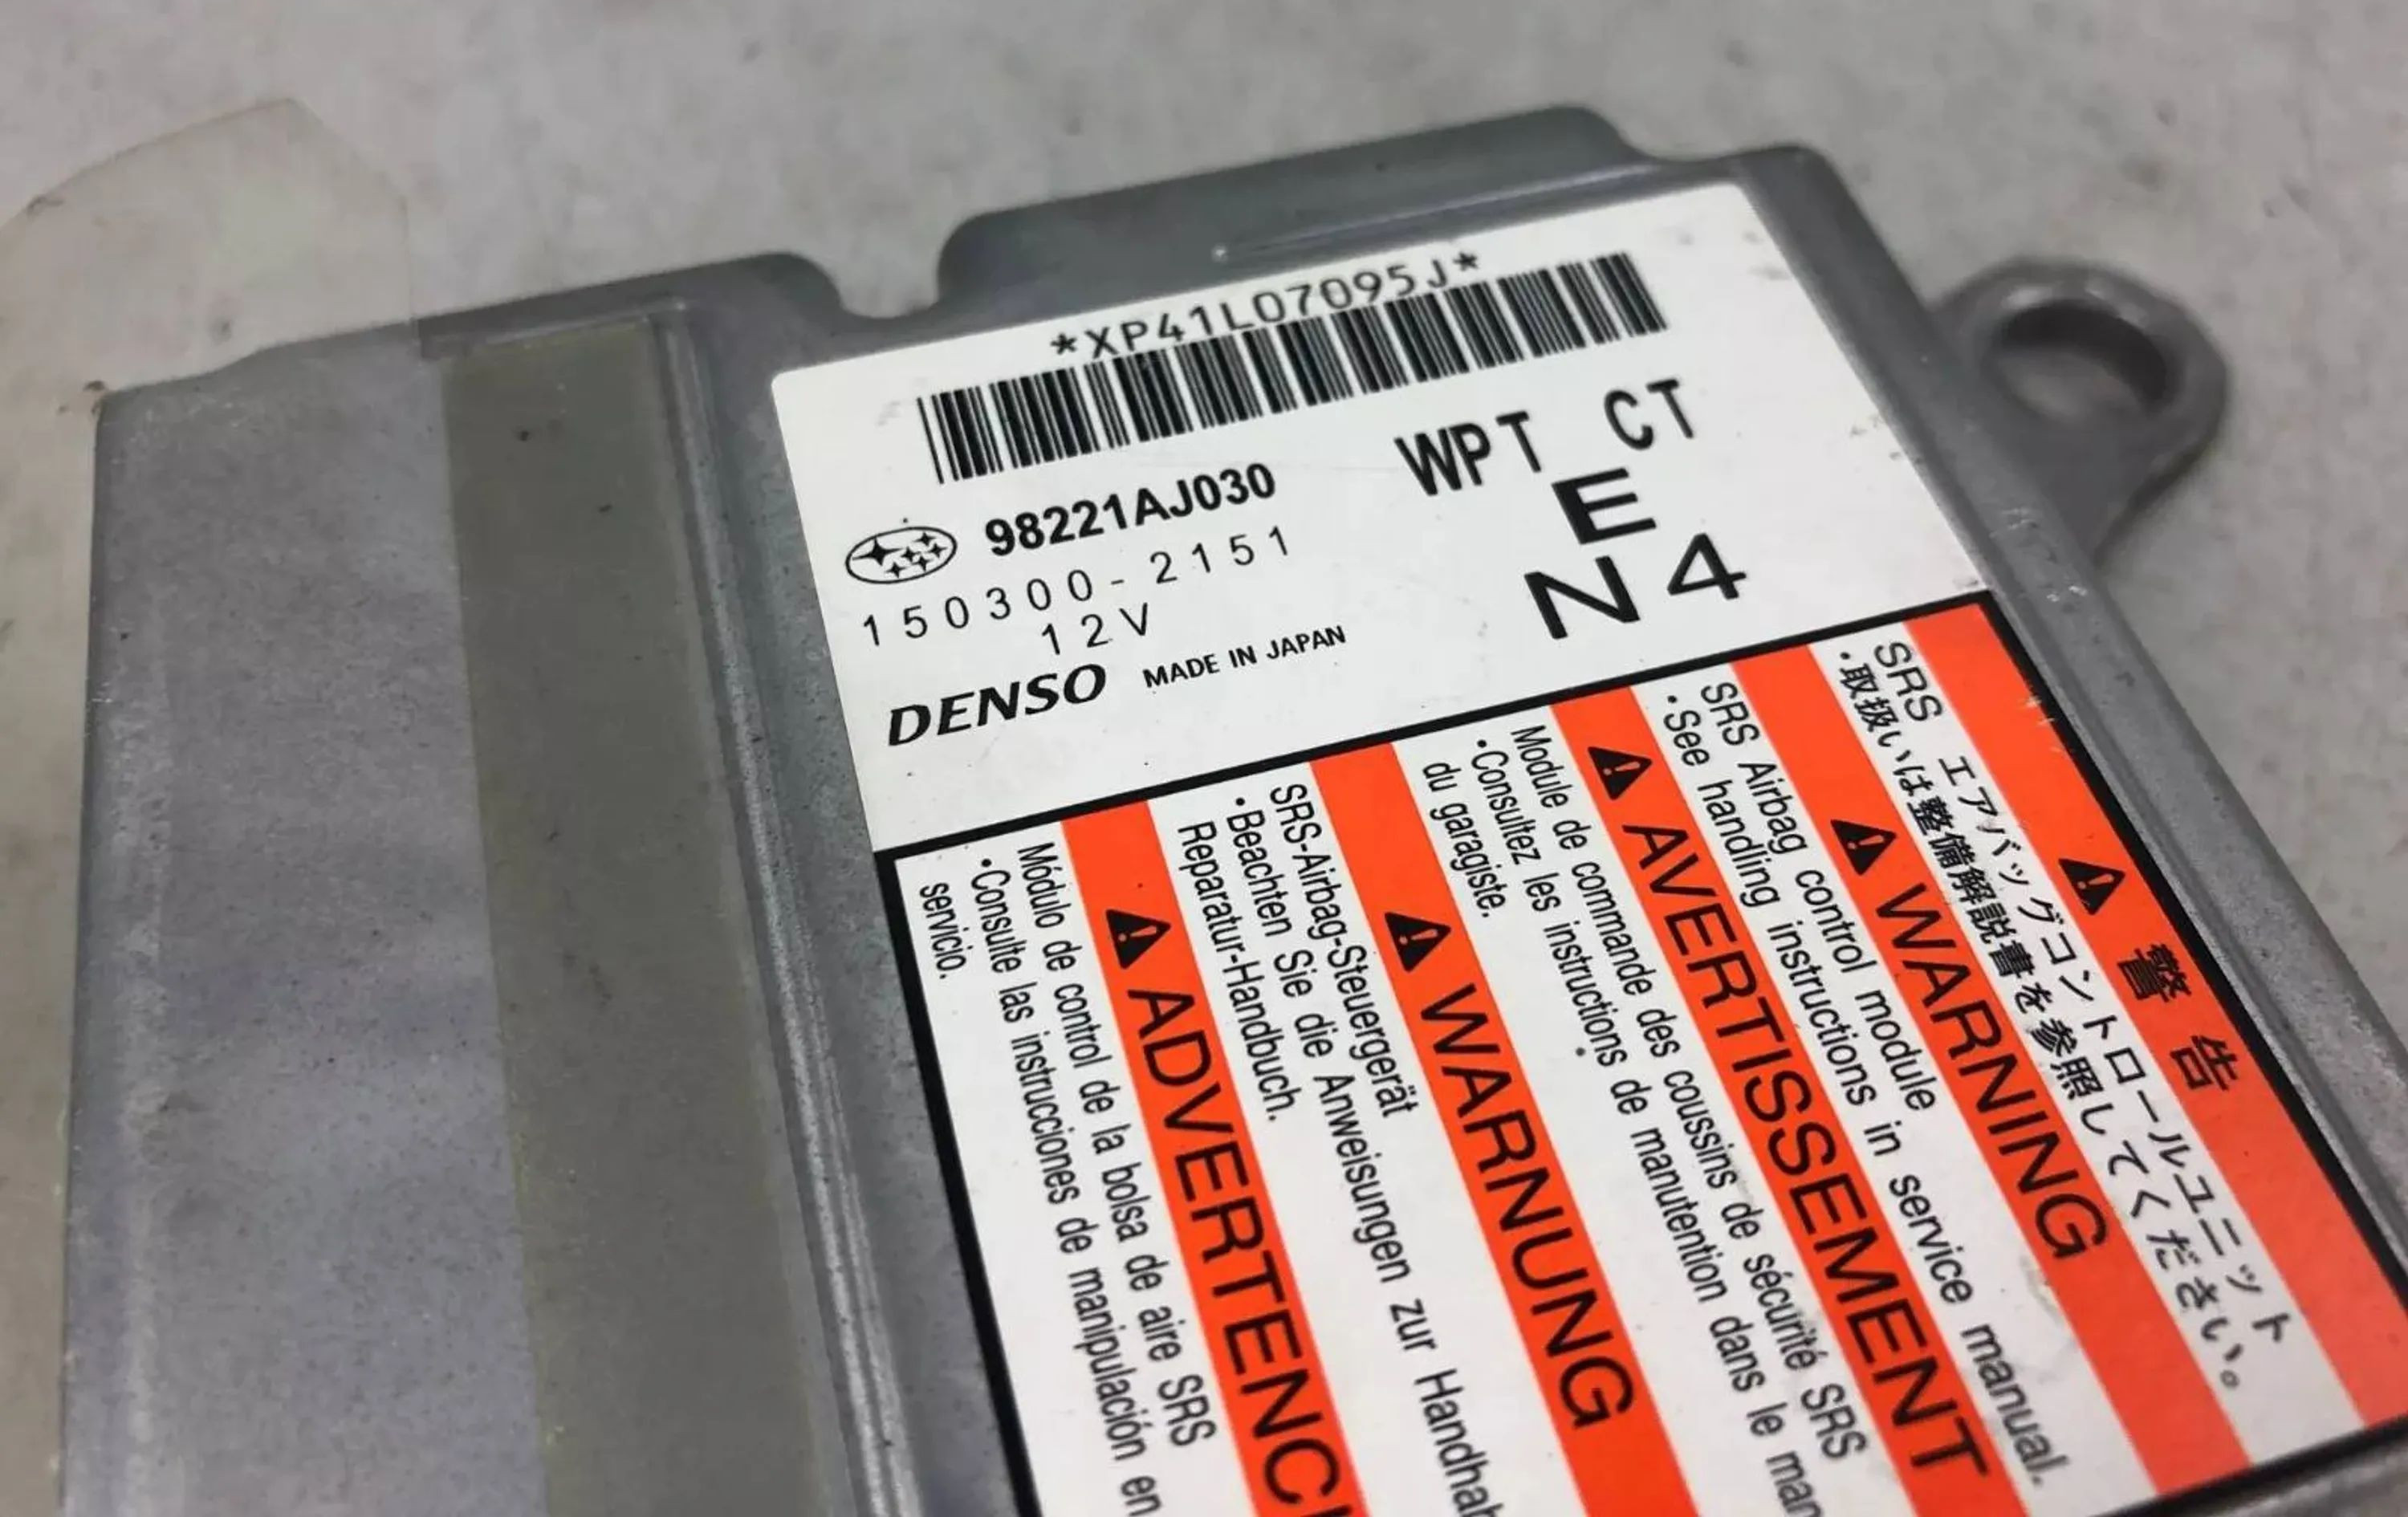 *XP41L07095J*
98221AJ030
150300-2151
12V
DENSO MADE IN JAPAN
WPT CT
E
N4
警告
SRS エアバッグコントロールユニット
・取扱いは整備解説書を参照してください。
WARNING
SRS Airbag control module
・See handling instructions in service manual.
AVERTISSEMENT
Module de commande des coussins de sécurité SRS
・Consultez les instructions de manutention dans le
du garagiste.
WARNUNG
SRS-Airbag-Steuergerät
・Beachten Sie die Anweisungen zur
Reparatur-Handbuch.
Módulo de control de la bolsa de aire SRS
・Consulte las instrucciones de manipulación en
servicio.